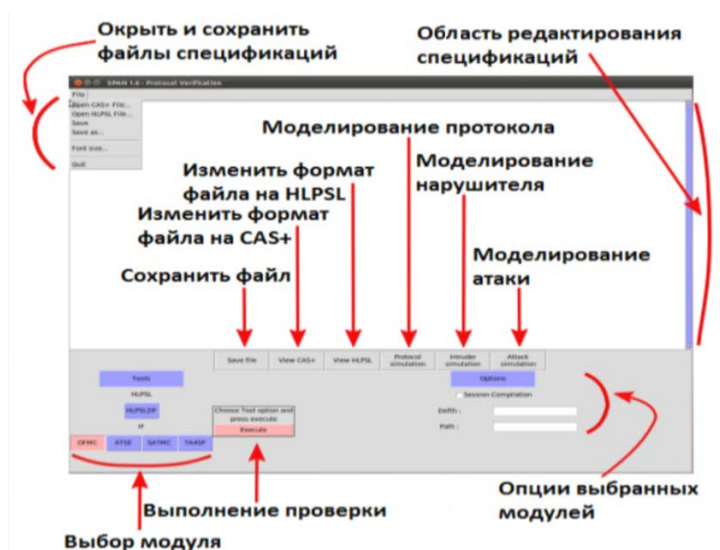 Окрыть и сохранить
файлы спецификаций
Область редактирования
спецификаций
SPAN 1.6 - Protocol Verification
File
Open CAS+ File...
Open HLPSL File...
Save
Save as...
Font size...
Quit
Моделирование протокола
Моделирование
нарушителя
Изменить формат
файла на HLPSL
Изменить формат
файла на CAS+
Моделирование
атаки
Сохранить файл
Save file
View CAS+
View HLPSL
Protocol
simulation
Intruder
simulation
Attack
simulation
Tools
Options
HLPSL
Session Compilation
HLPSL2IF
Choose Tool option and
press execute
Execute
Defth :
IF
Path :
OFMC
ATSE
SATMC
TA4SP
Опции выбранных
модулей
Выполнение проверки
Выбор модуля